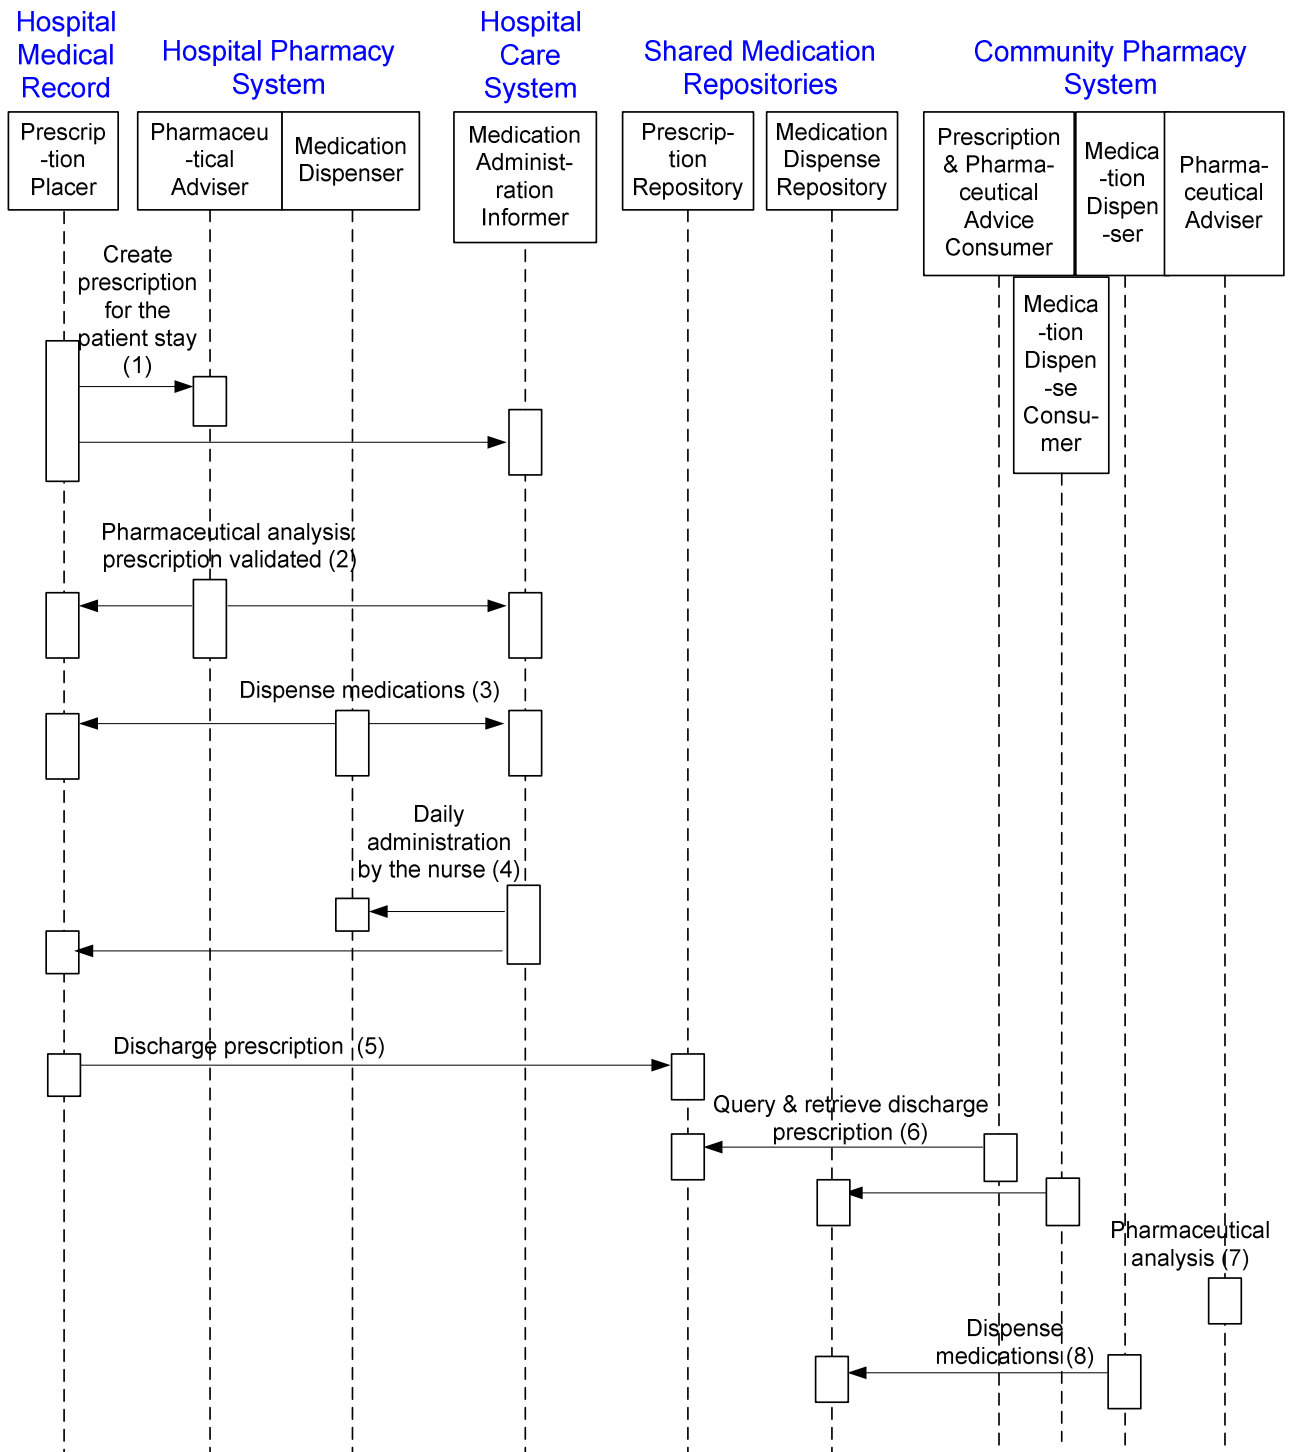 Hospital
Medical
Record
Hospital Pharmacy
System
Hospital
Care
System
Shared Medication
Repositories
Community Pharmacy
System
Prescrip
-tion
Placer
Pharmaceu
-tical
Adviser
Medication
Dispenser
Medication
Administ-
ration
Informer
Prescrip-
tion
Repository
Medication
Dispense
Repository
Prescription
& Pharma-
ceutical
Advice
Consumer
Medica
-tion
Dispen
-ser
Pharma-
ceutical
Adviser
Medica
-tion
Dispen
-se
Consu-
mer
Create
prescription
for the
patient stay
(1)
Pharmaceutical analysis,
prescription validated (2)
Dispense medications (3)
Daily
administration
by the nurse (4)
Discharge prescription (5)
Query & retrieve discharge
prescription (6)
Pharmaceutical
analysis (7)
Dispense
medications (8)